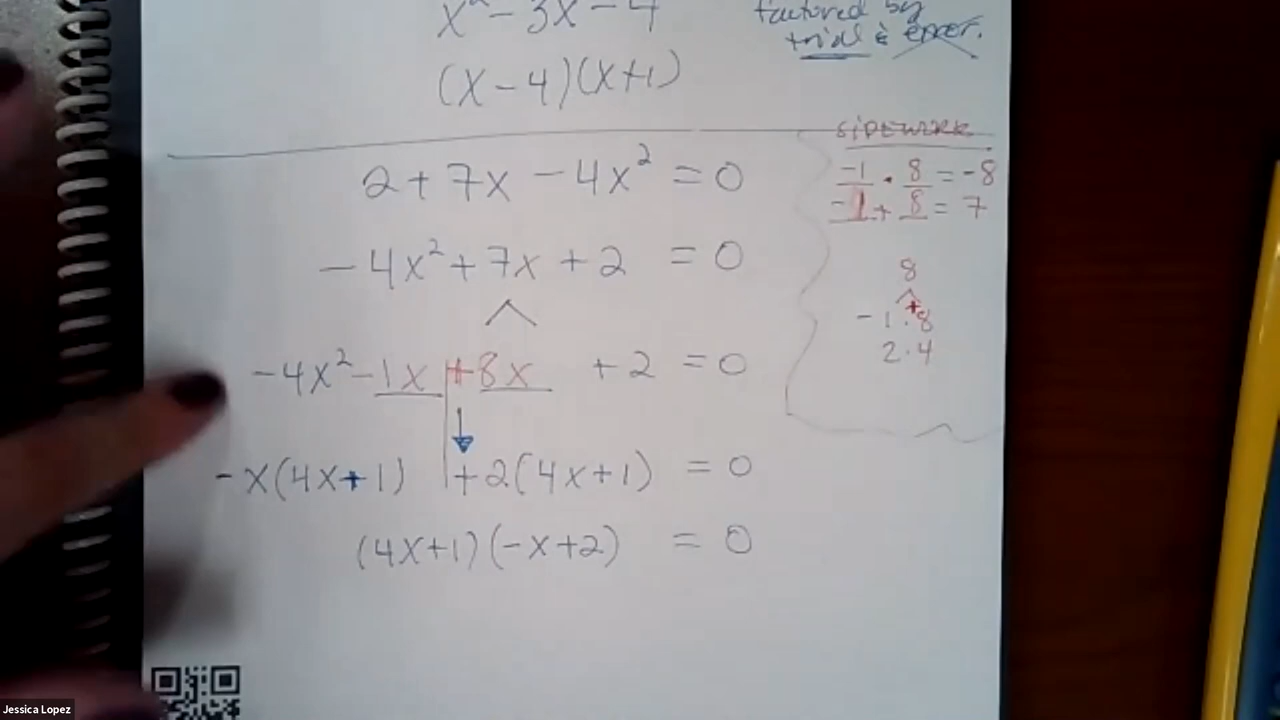 x² - 3x - 4
factored by
trial & error.
(x - 4)(x+1)
SIDEWORK
2 + 7x - 4x² = 0
-1 · 8 = -8
-1 + 8 = 7
-4x² + 7x + 2 = 0
8
-1 · +8
2 · 4
-4x² - 1x + 8x + 2 = 0
-x(4x + 1) + 2(4x + 1) = 0
(4x+1)(-x+2) = 0
Jessica Lopez